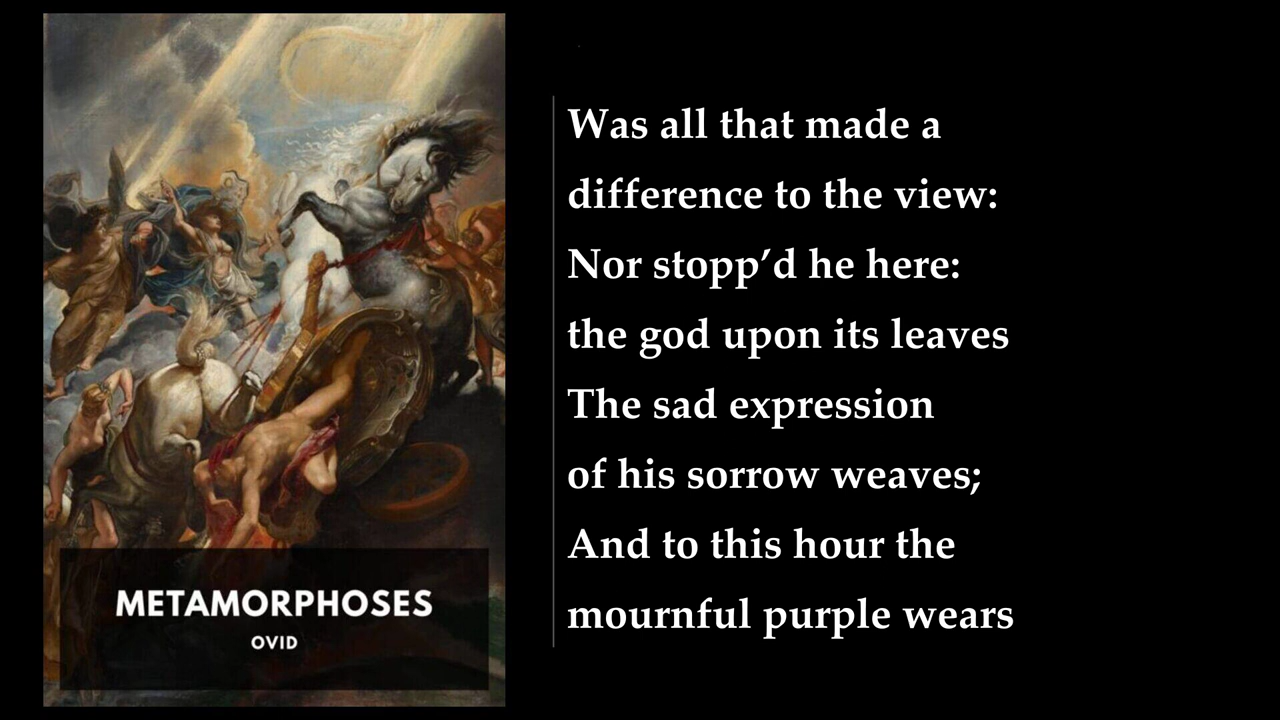 METAMORPHOSES
OVID
Was all that made a
difference to the view:
Nor stopp’d he here:
the god upon its leaves
The sad expression
of his sorrow weaves;
And to this hour the
mournful purple wears